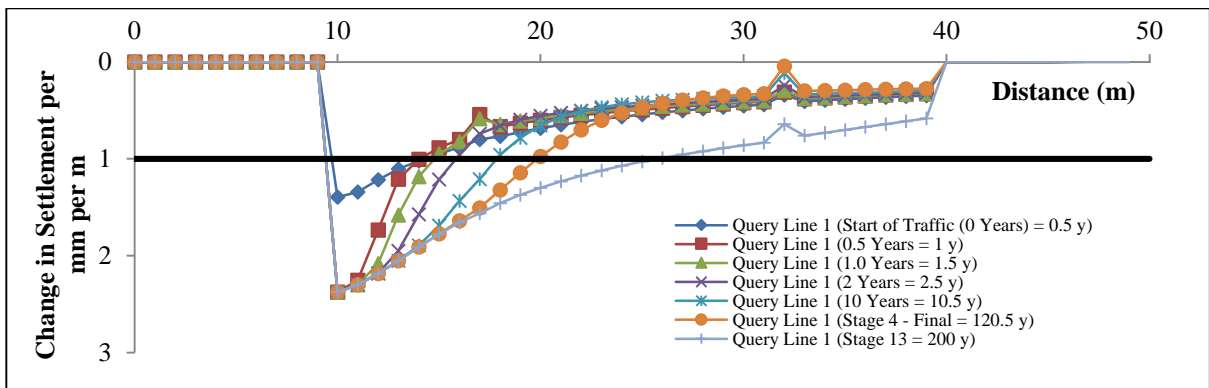 0 10 20 30 40 50
0
Distance (m)
1
2
3
Change in Settlement per
mm per m
Query Line 1 (Start of Traffic (0 Years) = 0.5 y)
Query Line 1 (0.5 Years = 1 y)
Query Line 1 (1.0 Years = 1.5 y)
Query Line 1 (2 Years = 2.5 y)
Query Line 1 (10 Years = 10.5 y)
Query Line 1 (Stage 4 - Final = 120.5 y)
Query Line 1 (Stage 13 = 200 y)